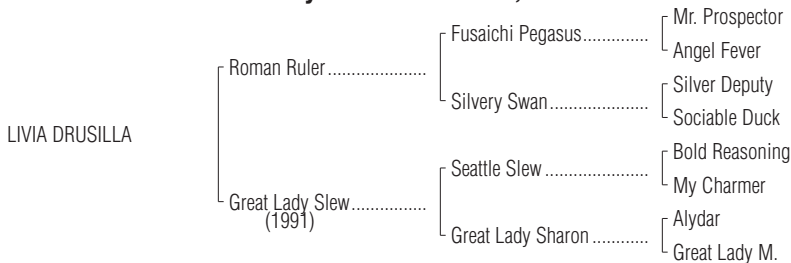 Mr. Prospector
Fusaichi Pegasus..............
Angel Fever
Roman Ruler.....................
Silver Deputy
Silvery Swan.....................
Sociable Duck
LIVIA DRUSILLA
Bold Reasoning
Seattle Slew......................
My Charmer
Great Lady Slew................
(1991)
Alydar
Great Lady Sharon............
Great Lady M.